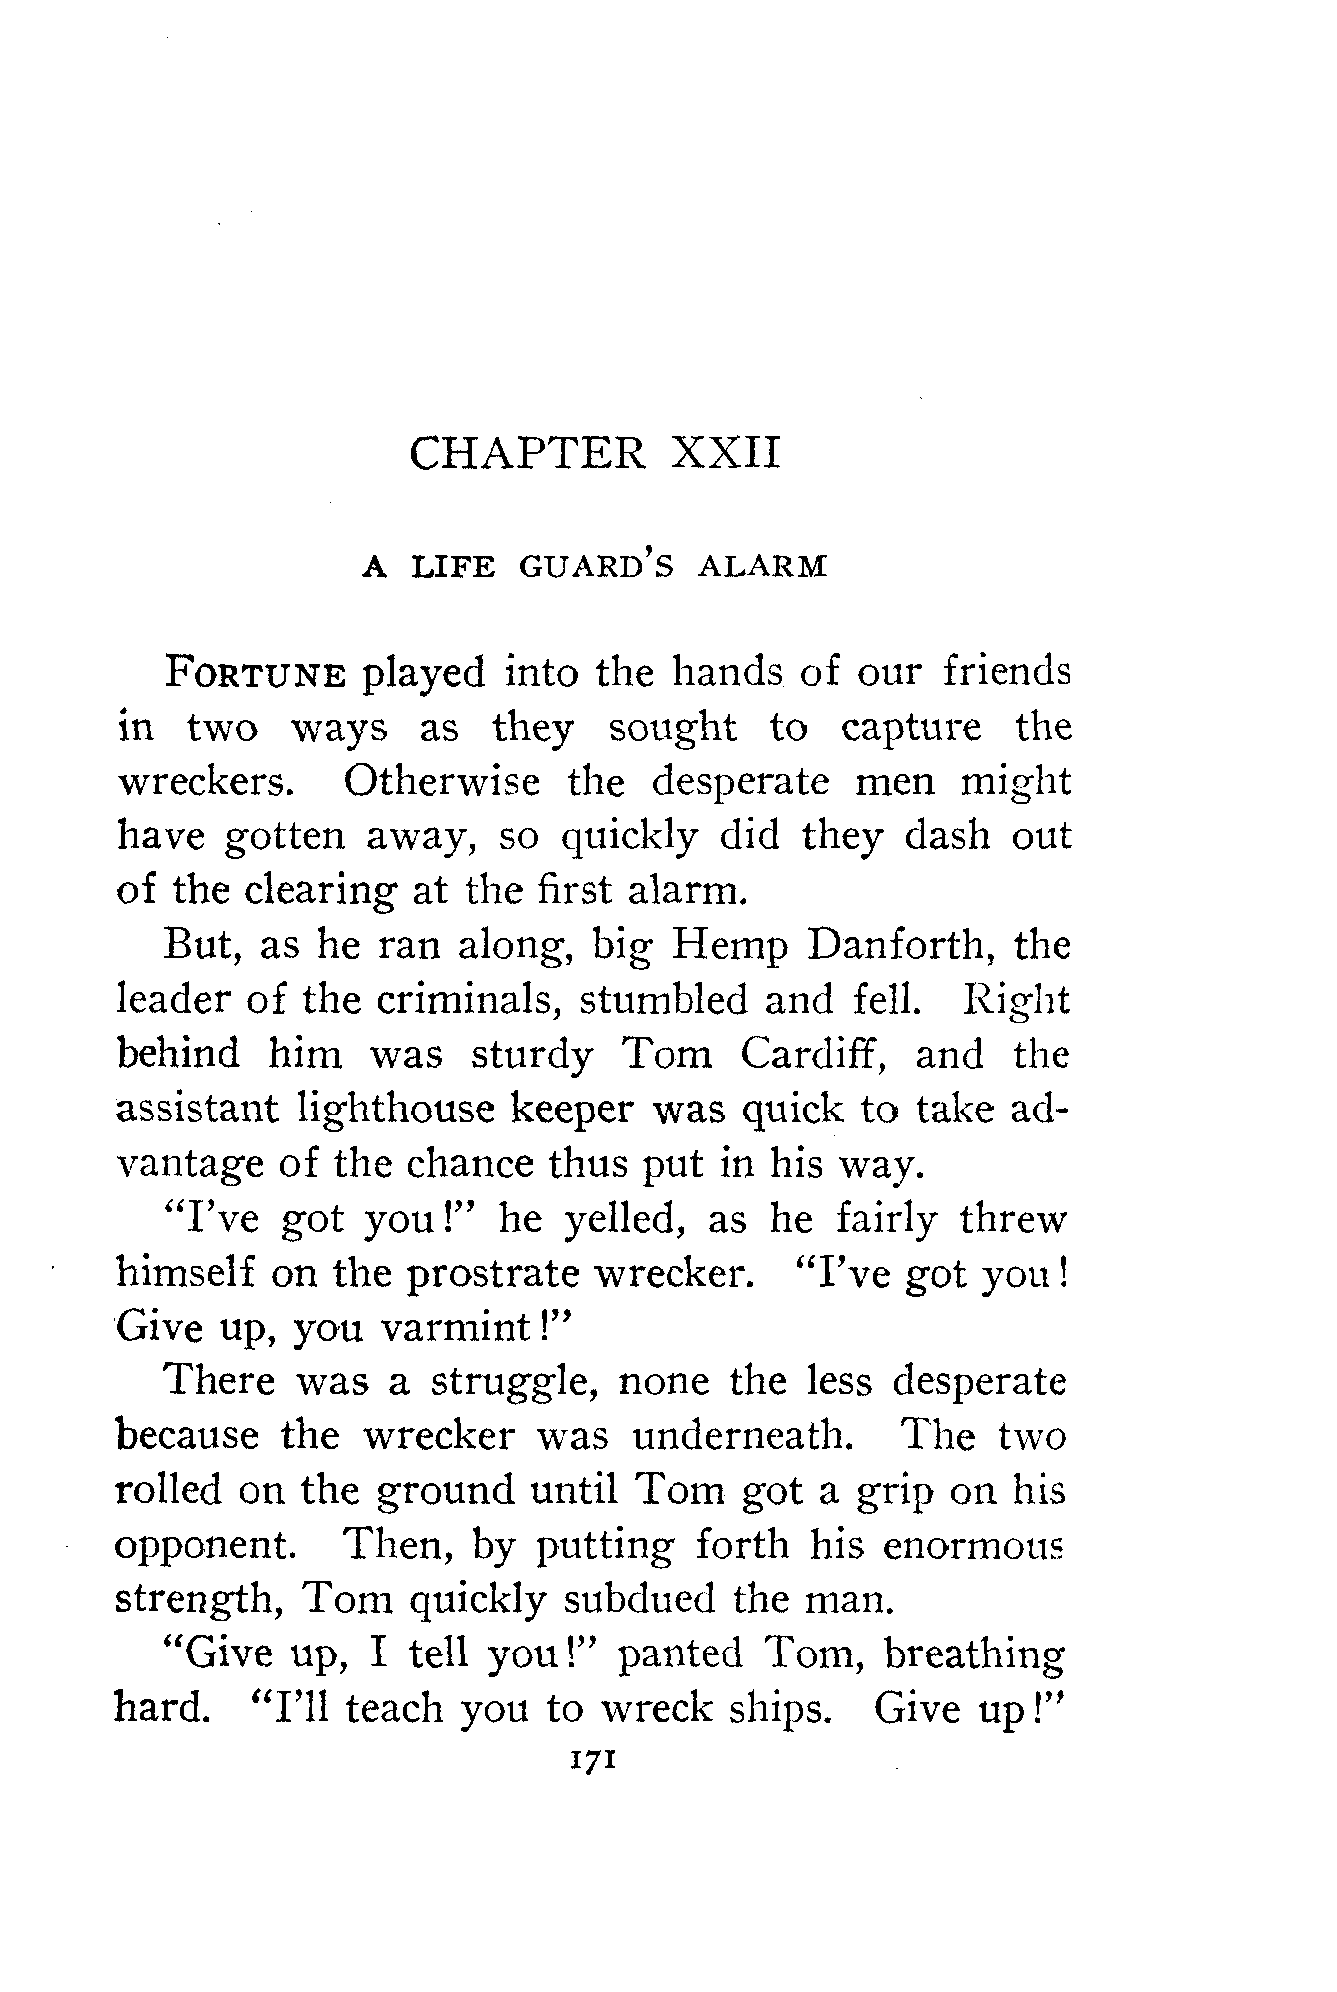 CHAPTER XXII
A LIFE GUARD'S ALARM
FORTUNE played into the hands of our friends
in two ways as they sought to capture the
wreckers. Otherwise the desperate men might
have gotten away, so quickly did they dash out
of the clearing at the first alarm.
But, as he ran along, big Hemp Danforth, the
leader of the criminals, stumbled and fell. Right
behind him was sturdy Tom Cardiff, and the
assistant lighthouse keeper was quick to take ad-
vantage of the chance thus put in his way.
"I've got you!" he yelled, as he fairly threw
himself on the prostrate wrecker. "I've got you!
Give up, you varmint!"
There was a struggle, none the less desperate
because the wrecker was underneath. The two
rolled on the ground until Tom got a grip on his
opponent. Then, by putting forth his enormous
strength, Tom quickly subdued the man.
"Give up, I tell you!" panted Tom, breathing
hard. "I'll teach you to wreck ships. Give up!"
171